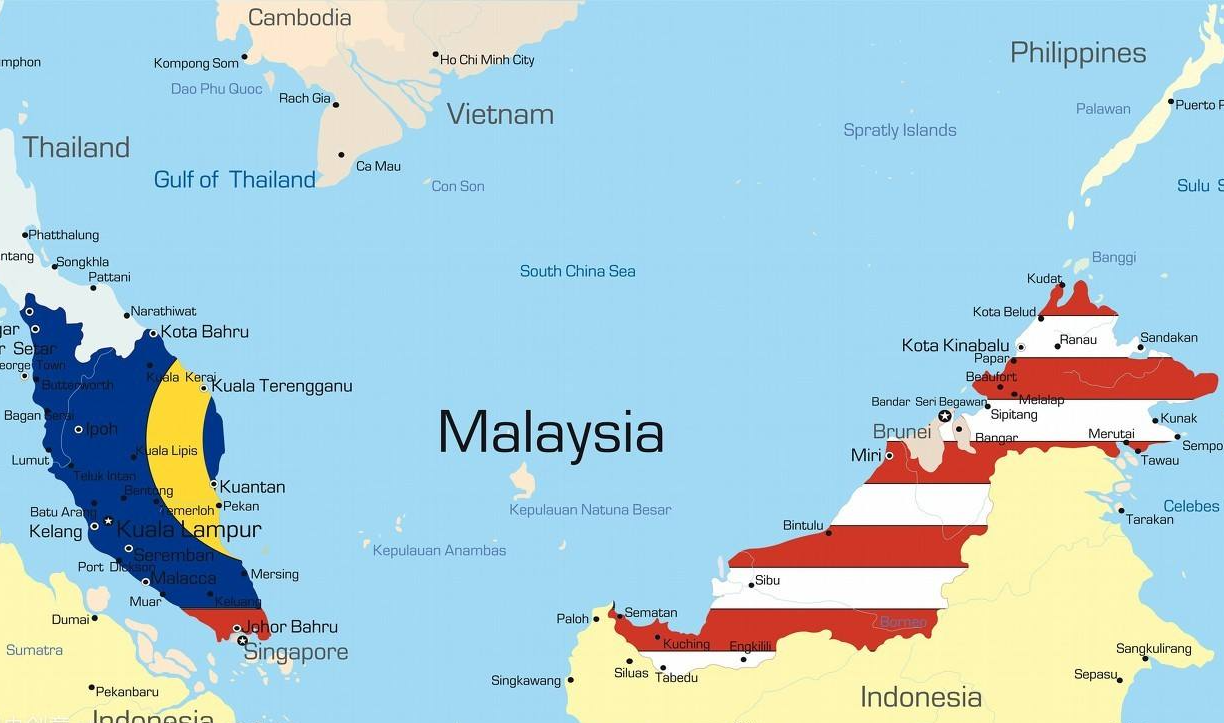 Cambodia
Kompong Som
Ho Chi Minh City
mphon
Dao Phu Quoc
Rach Gia
Vietnam
Thailand
Ca Mau
Gulf of Thailand
Con Son
Philippines
Palawan
Puerto P
Spratly Islands
Sulu S
Phatthalung
ntang
Songkhla
Pattani
Narathiwat
South China Sea
Banggi
Kudat
Kota Belud
gar
Kota Bahru
r Setar
eorge Town
Butterworth
Kuala Kerai
Kuala Terengganu
Kota Kinabalu
Ranau
Sandakan
Papar
Beaufort
Melalap
Bandar Seri Begawan
Sipitang
Bagan Serai
Ipoh
Malaysia
Brunei
Bangar
Merutai
Kunak
Sempo
Lumut
Kuala Lipis
Miri
Tawau
Teluk Intan
Bentong
Kuantan
Temerloh
Pekan
Batu Arang
Kelang
Kuala Lampur
Kepulauan Natuna Besar
Bintulu
Celebes
Tarakan
Kepulauan Anambas
Seremban
Port Dickson
Malacca
Mersing
Muar
Keluang
Sibu
Dumai
Johor Bahru
Singapore
Paloh
Sematan
Borneo
Kuching
Engkilili
Sumatra
Siluas
Tabedu
Singkawang
Sangkulirang
Sepasu
Pekanbaru
Indonesia
Indonesia